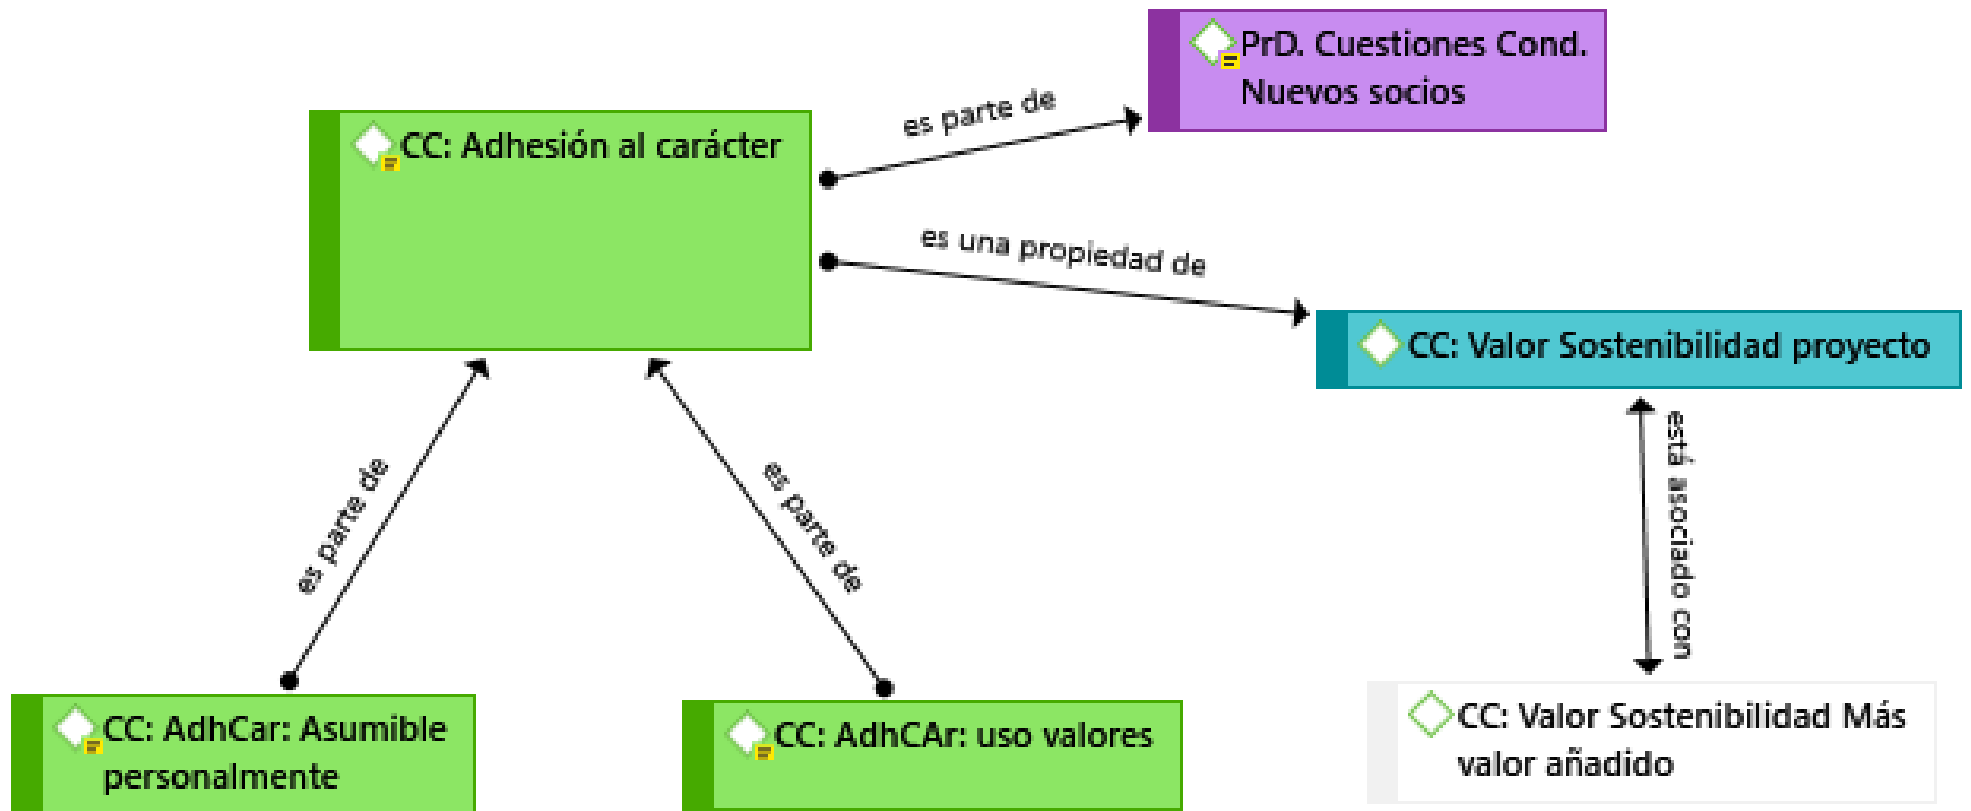 PrD. Cuestiones Cond.
Nuevos socios
es parte de
CC: Adhesión al carácter
es una propiedad de
CC: Valor Sostenibilidad proyecto
está asociado con
es parte de
es parte de
CC: AdhCar: Asumible
personalmente
CC: AdhCAr: uso valores
CC: Valor Sostenibilidad Más
valor añadido